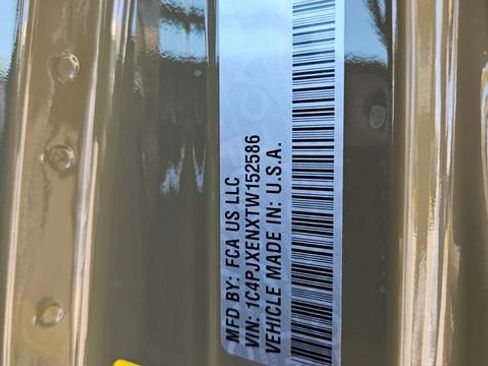 MFD BY: FCA US LLC
VIN: 1C4PJXENXTW152586
VEHICLE MADE IN: U.S.A.